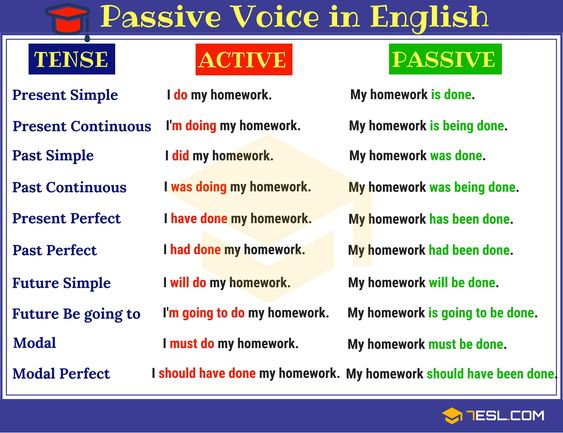 Passive Voice in English
TENSE ACTIVE PASSIVE
Present Simple I do my homework. My homework is done.
Present Continuous I'm doing my homework. My homework is being done.
Past Simple I did my homework. My homework was done.
Past Continuous I was doing my homework. My homework was being done.
Present Perfect I have done my homework. My homework has been done.
Past Perfect I had done my homework. My homework had been done.
Future Simple I will do my homework. My homework will be done.
Future Be going to I'm going to do my homework. My homework is going to be done.
Modal I must do my homework. My homework must be done.
Modal Perfect I should have done my homework. My homework should have been done.
7ESL.COM